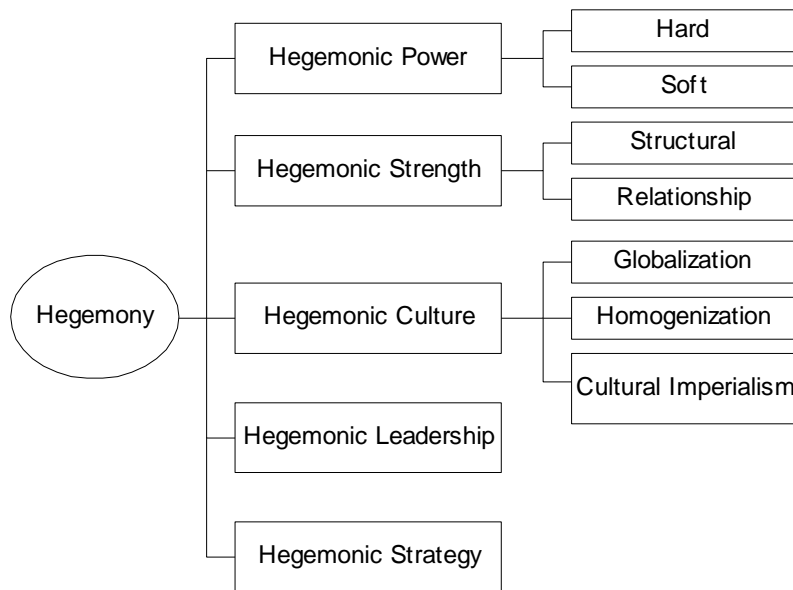 Hegemony
Hegemonic Power
Hard
Soft
Hegemonic Strength
Structural
Relationship
Hegemonic Culture
Globalization
Homogenization
Cultural Imperialism
Hegemonic Leadership
Hegemonic Strategy